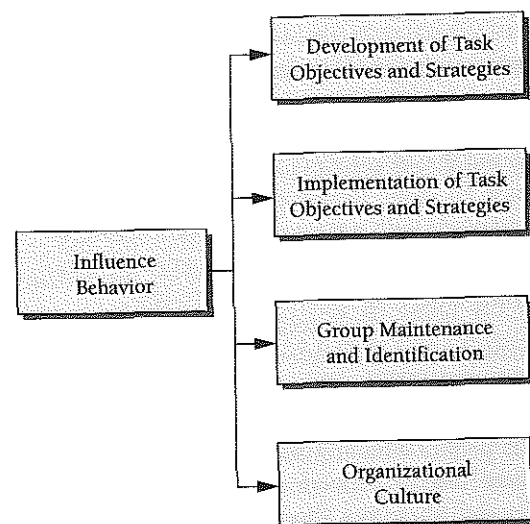 Development of Task
Objectives and Strategies
Implementation of Task
Objectives and Strategies
Influence
Behavior
Group Maintenance
and Identification
Organizational
Culture